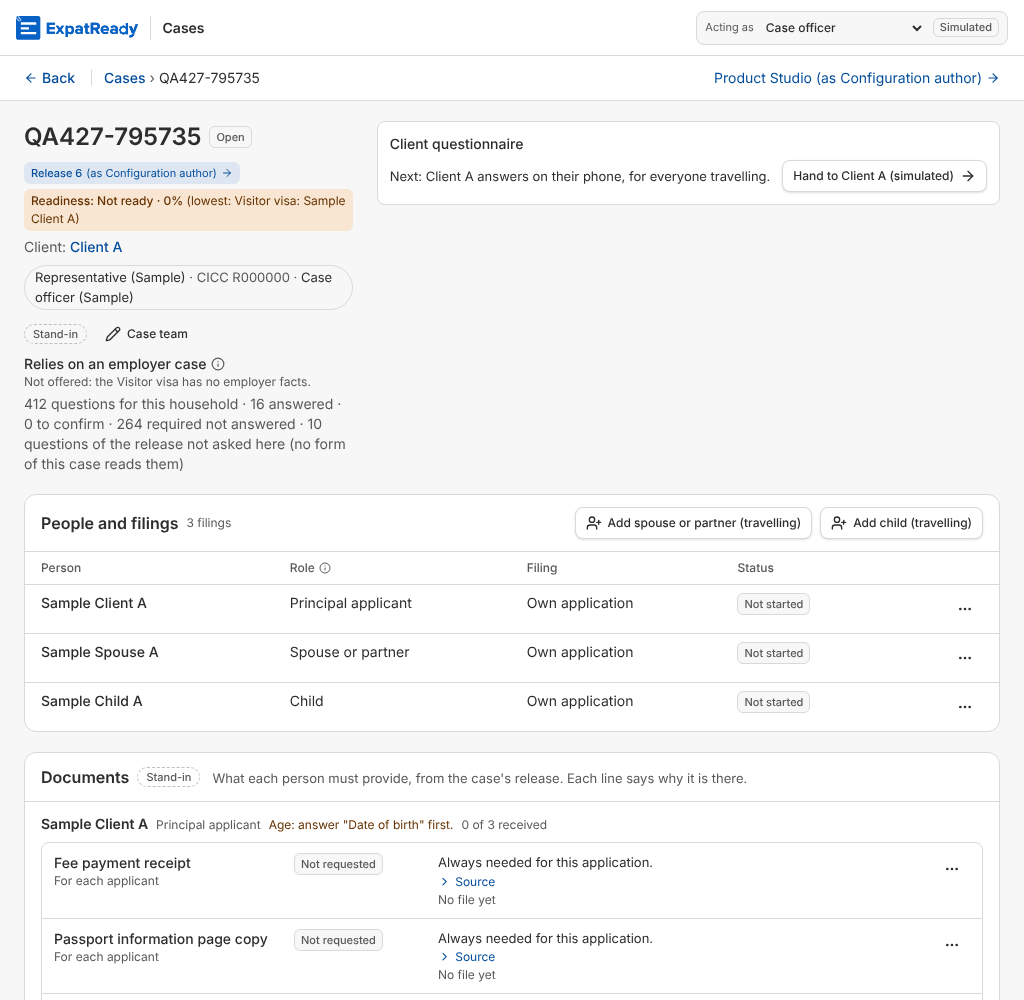 ExpatReady
Cases
Acting as Case officer Simulated
← Back
Cases › QA427-795735
Product Studio (as Configuration author) →
QA427-795735 Open
Release 6 (as Configuration author) →
Readiness: Not ready · 0% (lowest: Visitor visa: Sample
Client A)
Client: Client A
Representative (Sample) · CICC R000000 · Case
officer (Sample)
Stand-in Case team
Relies on an employer case
Not offered: the Visitor visa has no employer facts.
412 questions for this household · 16 answered ·
0 to confirm · 264 required not answered · 10
questions of the release not asked here (no form
of this case reads them)
Client questionnaire
Next: Client A answers on their phone, for everyone travelling.
Hand to Client A (simulated) →
People and filings 3 filings
Add spouse or partner (travelling)
Add child (travelling)
Person Role Filing Status
Sample Client A Principal applicant Own application Not started ...
Sample Spouse A Spouse or partner Own application Not started ...
Sample Child A Child Own application Not started ...
Documents Stand-in What each person must provide, from the case's release. Each line says why it is there.
Sample Client A Principal applicant Age: answer "Date of birth" first. 0 of 3 received
Fee payment receipt Not requested Always needed for this application. ...
For each applicant
Source
No file yet
Passport information page copy Not requested Always needed for this application. ...
For each applicant
Source
No file yet